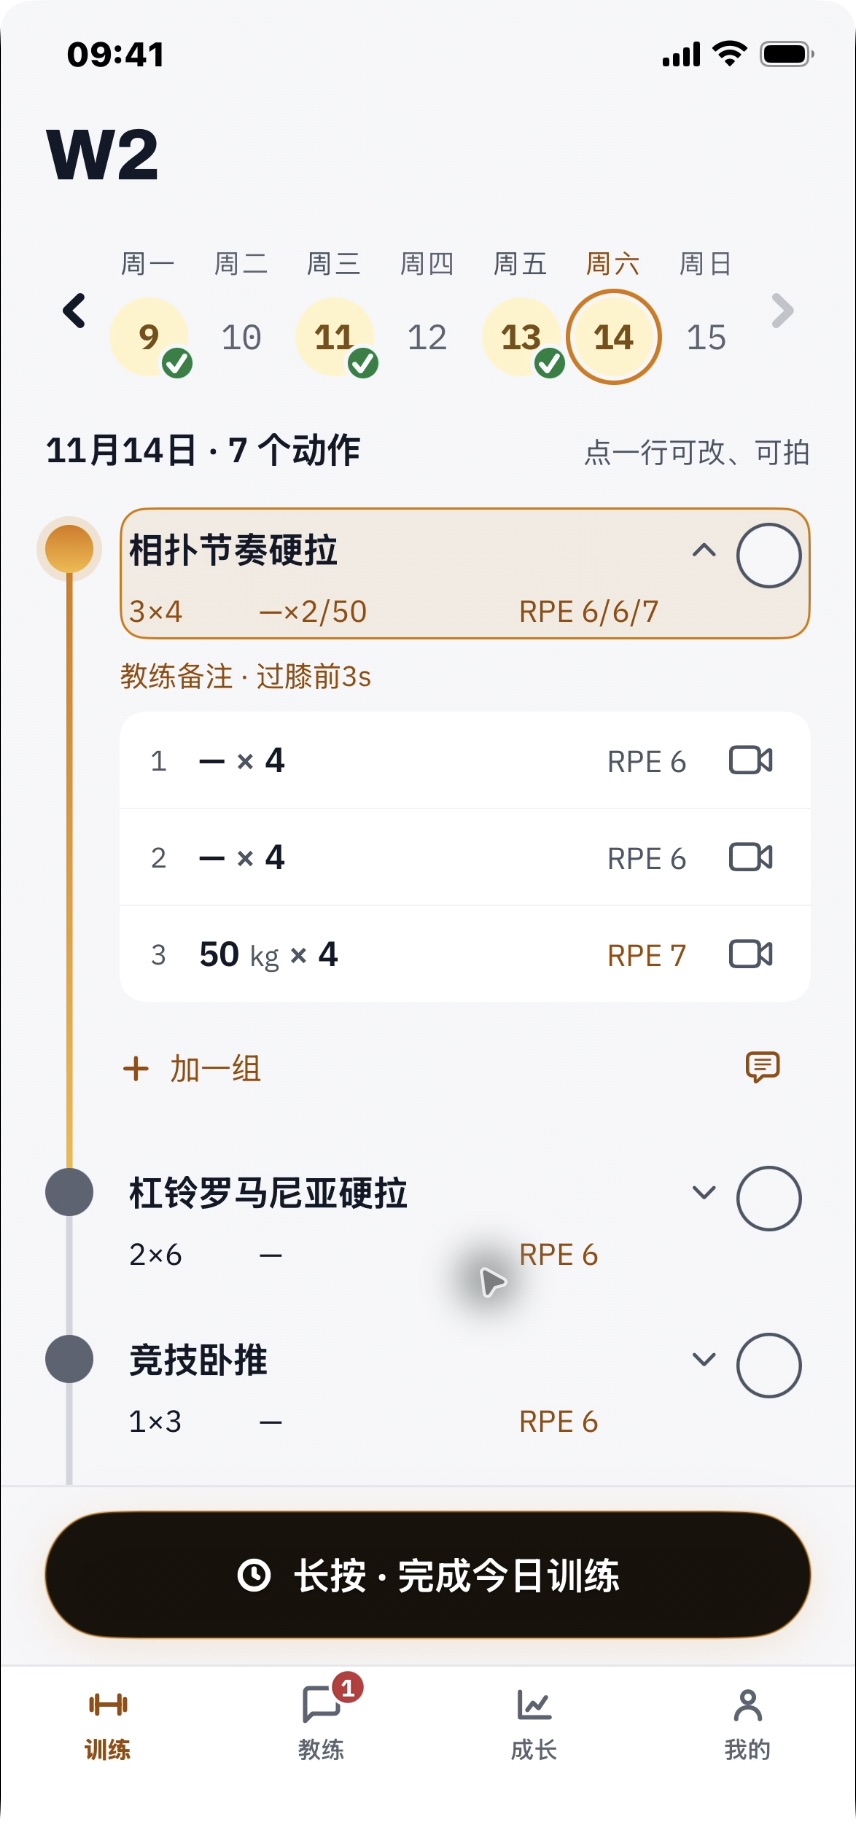 09:41
W2
周一 周二 周三 周四 周五 周六 周日
9 10 11 12 13 14 15
11月14日 · 7 个动作 点一行可改、可拍
相扑节奏硬拉
3×4 —×2/50 RPE 6/6/7
教练备注 · 过膝前3s
1 — × 4 RPE 6
2 — × 4 RPE 6
3 50 kg × 4 RPE 7
+ 加一组
杠铃罗马尼亚硬拉
2×6 — RPE 6
竞技卧推
1×3 — RPE 6
长按 · 完成今日训练
1
训练 教练 成长 我的